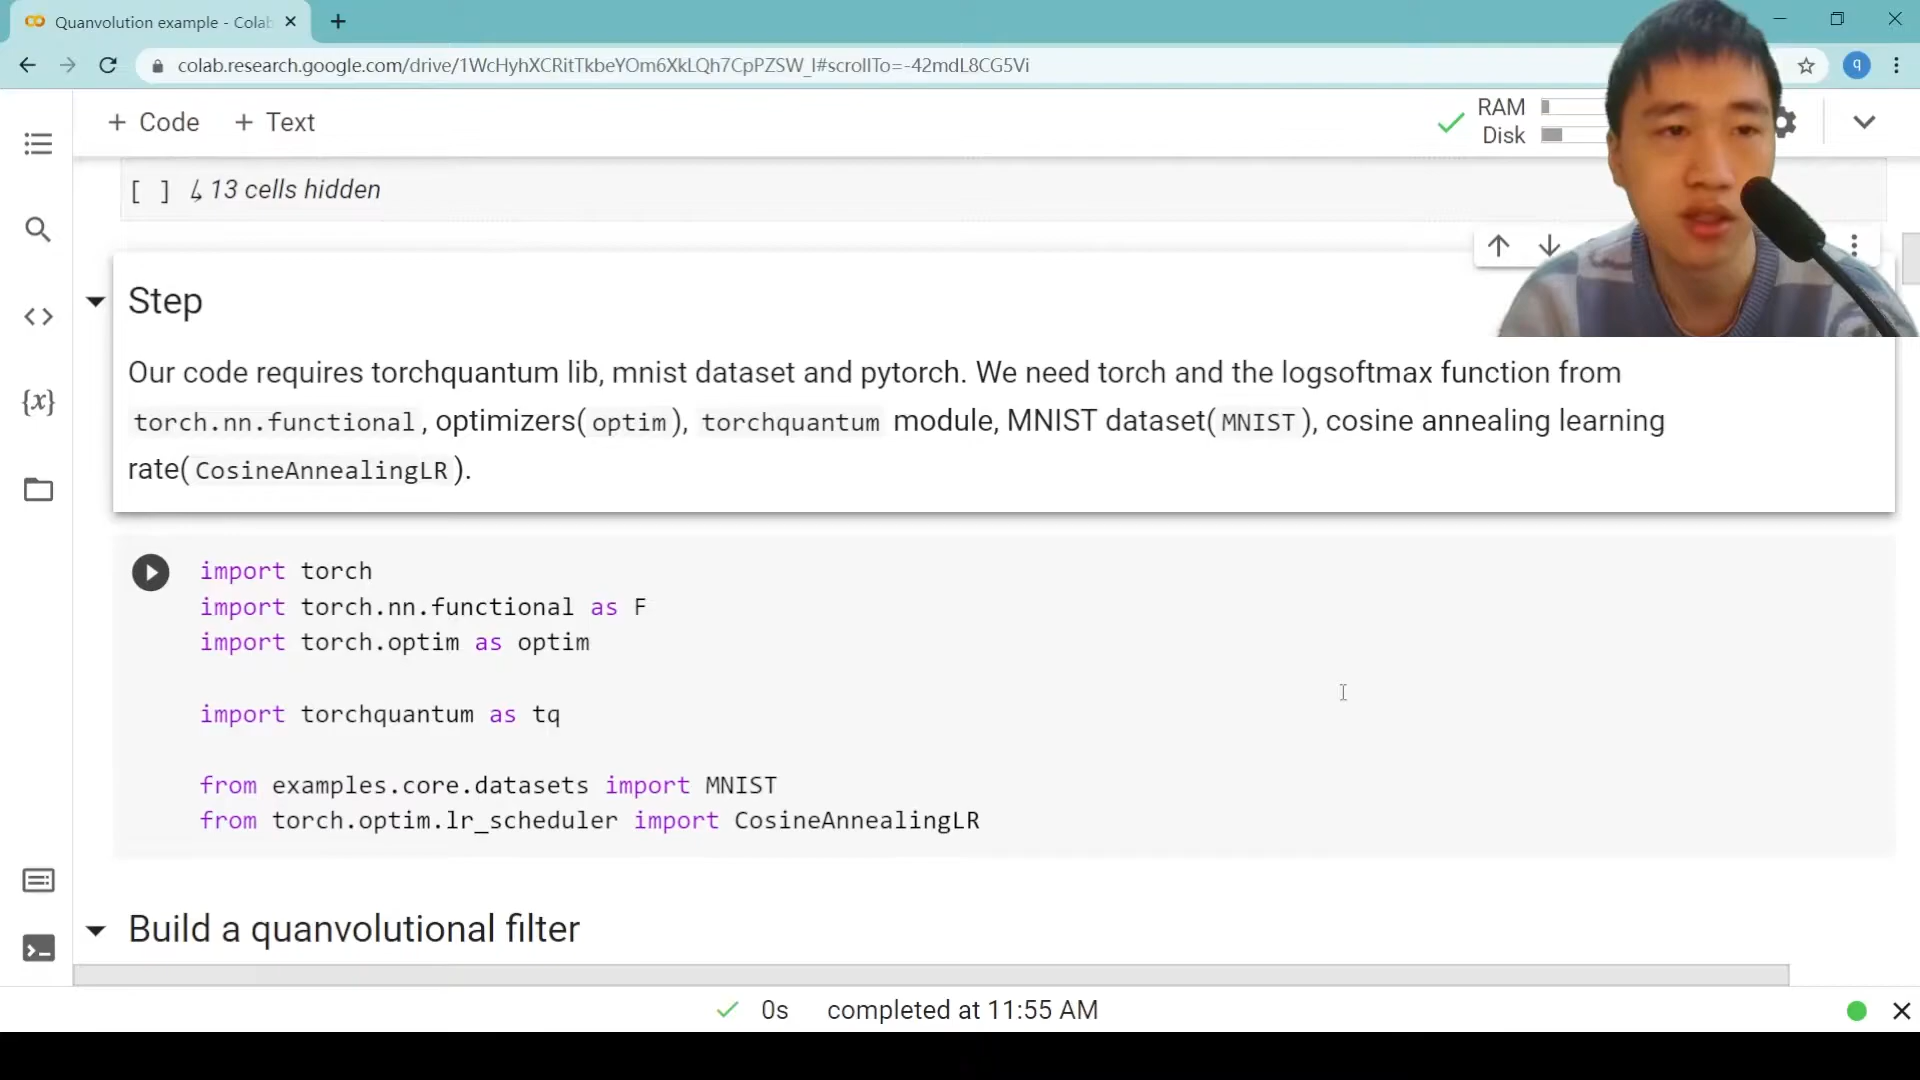 Quanvolution example - Colab
colab.research.google.com/drive/1WcHyhXCRitTkbeYOm6XkLQh7CpPZSW_I#scrollTo=-42mdL8CG5Vi
q
+ Code + Text
RAM
Disk
[ ] ↳ 13 cells hidden
Step
Our code requires torchquantum lib, mnist dataset and pytorch. We need torch and the logsoftmax function from
torch.nn.functional, optimizers(optim), torchquantum module, MNIST dataset(MNIST), cosine annealing learning
rate(CosineAnnealingLR).
import torch
import torch.nn.functional as F
import torch.optim as optim
import torchquantum as tq
from examples.core.datasets import MNIST
from torch.optim.lr_scheduler import CosineAnnealingLR
Build a quanvolutional filter
0s completed at 11:55 AM